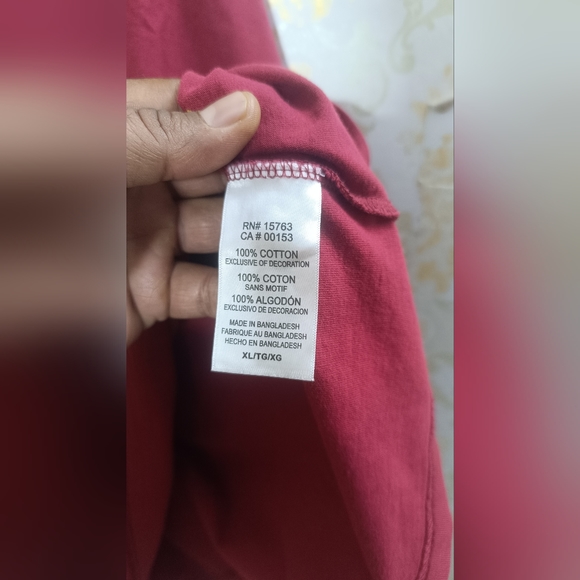 RN# 15763
CA # 00153
100% COTTON
EXCLUSIVE OF DECORATION
100% COTON
SANS MOTIF
100% ALGODÓN
EXCLUSIVO DE DECORACION
MADE IN BANGLADESH
FABRIQUE AU BANGLADESH
HECHO EN BANGLADESH
XL/TG/XG